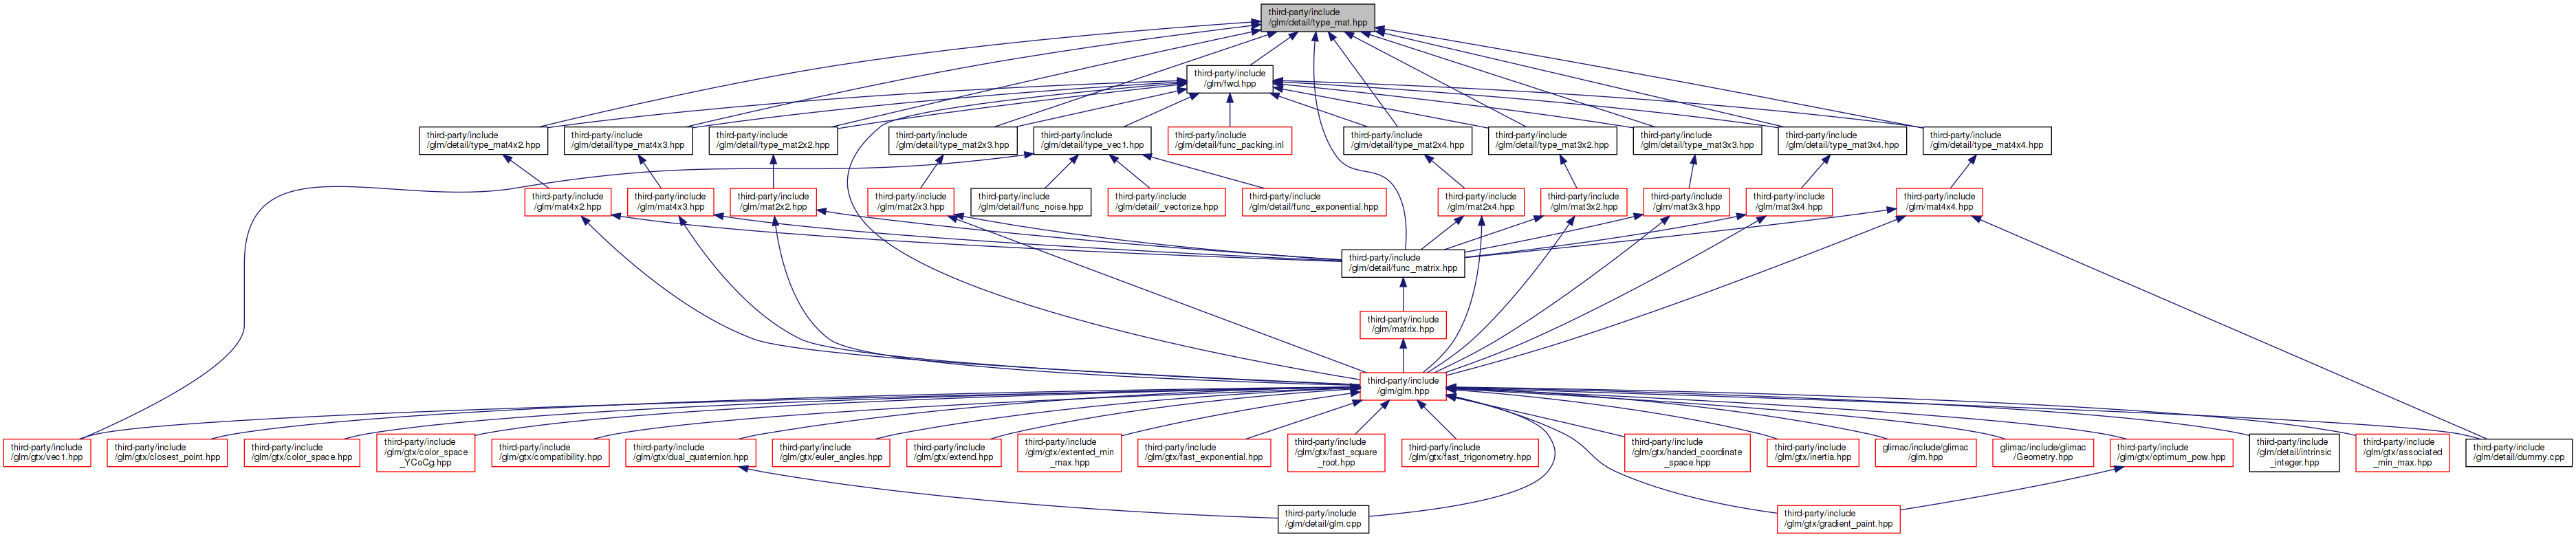 third-party/include
/glm/detail/type_mat.hpp
third-party/include
/glm/fwd.hpp
third-party/include
/glm/detail/type_mat4x2.hpp
third-party/include
/glm/detail/type_mat4x3.hpp
third-party/include
/glm/detail/type_mat2x2.hpp
third-party/include
/glm/detail/type_mat2x3.hpp
third-party/include
/glm/detail/type_vec1.hpp
third-party/include
/glm/detail/func_packing.inl
third-party/include
/glm/detail/type_mat2x4.hpp
third-party/include
/glm/detail/type_mat3x2.hpp
third-party/include
/glm/detail/type_mat3x3.hpp
third-party/include
/glm/detail/type_mat3x4.hpp
third-party/include
/glm/detail/type_mat4x4.hpp
third-party/include
/glm/mat4x2.hpp
third-party/include
/glm/mat4x3.hpp
third-party/include
/glm/mat2x2.hpp
third-party/include
/glm/mat2x3.hpp
third-party/include
/glm/detail/func_noise.hpp
third-party/include
/glm/detail/_vectorize.hpp
third-party/include
/glm/detail/func_exponential.hpp
third-party/include
/glm/mat2x4.hpp
third-party/include
/glm/mat3x2.hpp
third-party/include
/glm/mat3x3.hpp
third-party/include
/glm/mat3x4.hpp
third-party/include
/glm/mat4x4.hpp
third-party/include
/glm/detail/func_matrix.hpp
third-party/include
/glm/matrix.hpp
third-party/include
/glm/glm.hpp
third-party/include
/glm/gtx/vec1.hpp
third-party/include
/glm/gtx/closest_point.hpp
third-party/include
/glm/gtx/color_space.hpp
third-party/include
/glm/gtx/color_space
_YCoCg.hpp
third-party/include
/glm/gtx/compatibility.hpp
third-party/include
/glm/gtx/dual_quaternion.hpp
third-party/include
/glm/gtx/euler_angles.hpp
third-party/include
/glm/gtx/extend.hpp
third-party/include
/glm/gtx/extented_min
_max.hpp
third-party/include
/glm/gtx/fast_exponential.hpp
third-party/include
/glm/gtx/fast_square
_root.hpp
third-party/include
/glm/gtx/fast_trigonometry.hpp
third-party/include
/glm/gtx/handed_coordinate
_space.hpp
third-party/include
/glm/gtx/inertia.hpp
glimac/include/glimac
/glm.hpp
glimac/include/glimac
/Geometry.hpp
third-party/include
/glm/gtx/optimum_pow.hpp
third-party/include
/glm/detail/intrinsic
_integer.hpp
third-party/include
/glm/gtx/associated
_min_max.hpp
third-party/include
/glm/detail/dummy.cpp
third-party/include
/glm/detail/glm.cpp
third-party/include
/glm/gtx/gradient_paint.hpp